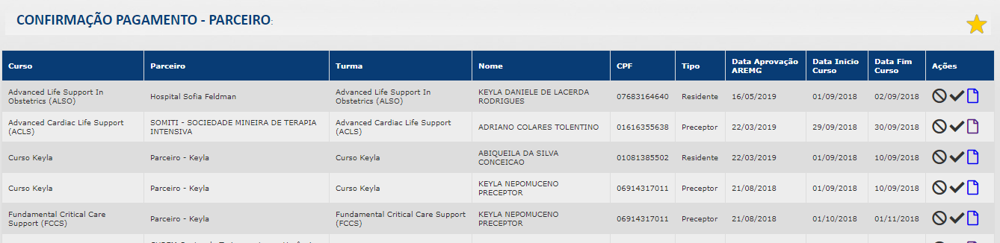 CONFIRMAÇÃO PAGAMENTO - PARCEIRO:
Curso Parceiro Turma Nome CPF Tipo Data Aprovação AREMG Data Inicio Curso Data Fim Curso Ações
Advanced Life Support In Obstetrics (ALSO) Hospital Sofia Feldman Advanced Life Support In Obstetrics (ALSO) KEYLA DANIELE DE LACERDA RODRIGUES 07683164640 Residente 16/05/2019 01/09/2018 02/09/2018
Advanced Cardiac Life Support (ACLS) SOMITI - SOCIEDADE MINEIRA DE TERAPIA INTENSIVA Advanced Cardiac Life Support (ACLS) ADRIANO COLARES TOLENTINO 01616355638 Preceptor 22/03/2019 29/09/2018 30/09/2018
Curso Keyla Parceiro - Keyla Curso Keyla ABIQUEILA DA SILVA CONCEICAO 01081385502 Residente 22/03/2019 01/09/2018 10/09/2018
Curso Keyla Parceiro - Keyla Curso Keyla KEYLA NEPOMUCENO PRECEPTOR 06914317011 Preceptor 21/08/2018 01/09/2018 10/09/2018
Fundamental Critical Care Support (FCCS) Parceiro - Keyla Fundamental Critical Care Support (FCCS) KEYLA NEPOMUCENO PRECEPTOR 06914317011 Preceptor 21/08/2018 01/10/2018 01/11/2018